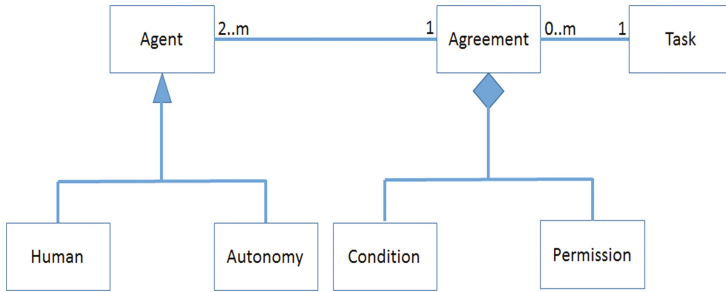 2..m 1 0..m 1
Agent Agreement Task
Human Autonomy Condition Permission